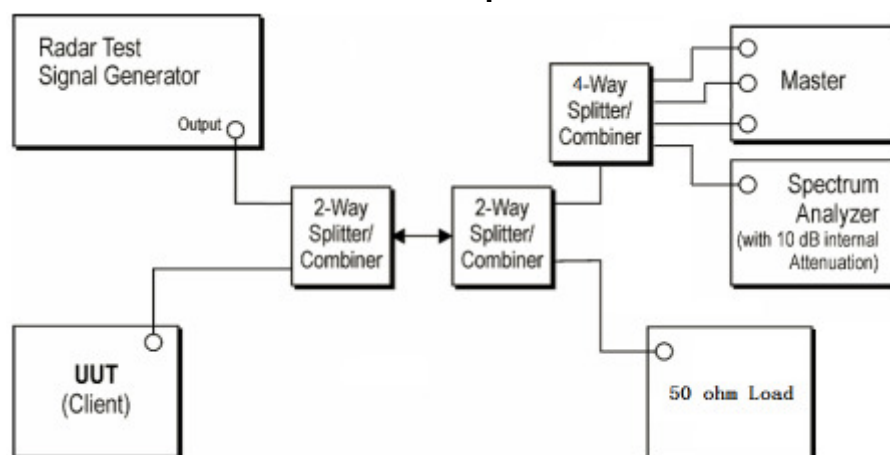 Radar Test
Signal Generator
Output
4-Way
Splitter/
Combiner
Master
2-Way
Splitter/
Combiner
2-Way
Splitter/
Combiner
Spectrum
Analyzer
(with 10 dB internal
Attenuation)
UUT
(Client)
50 ohm Load